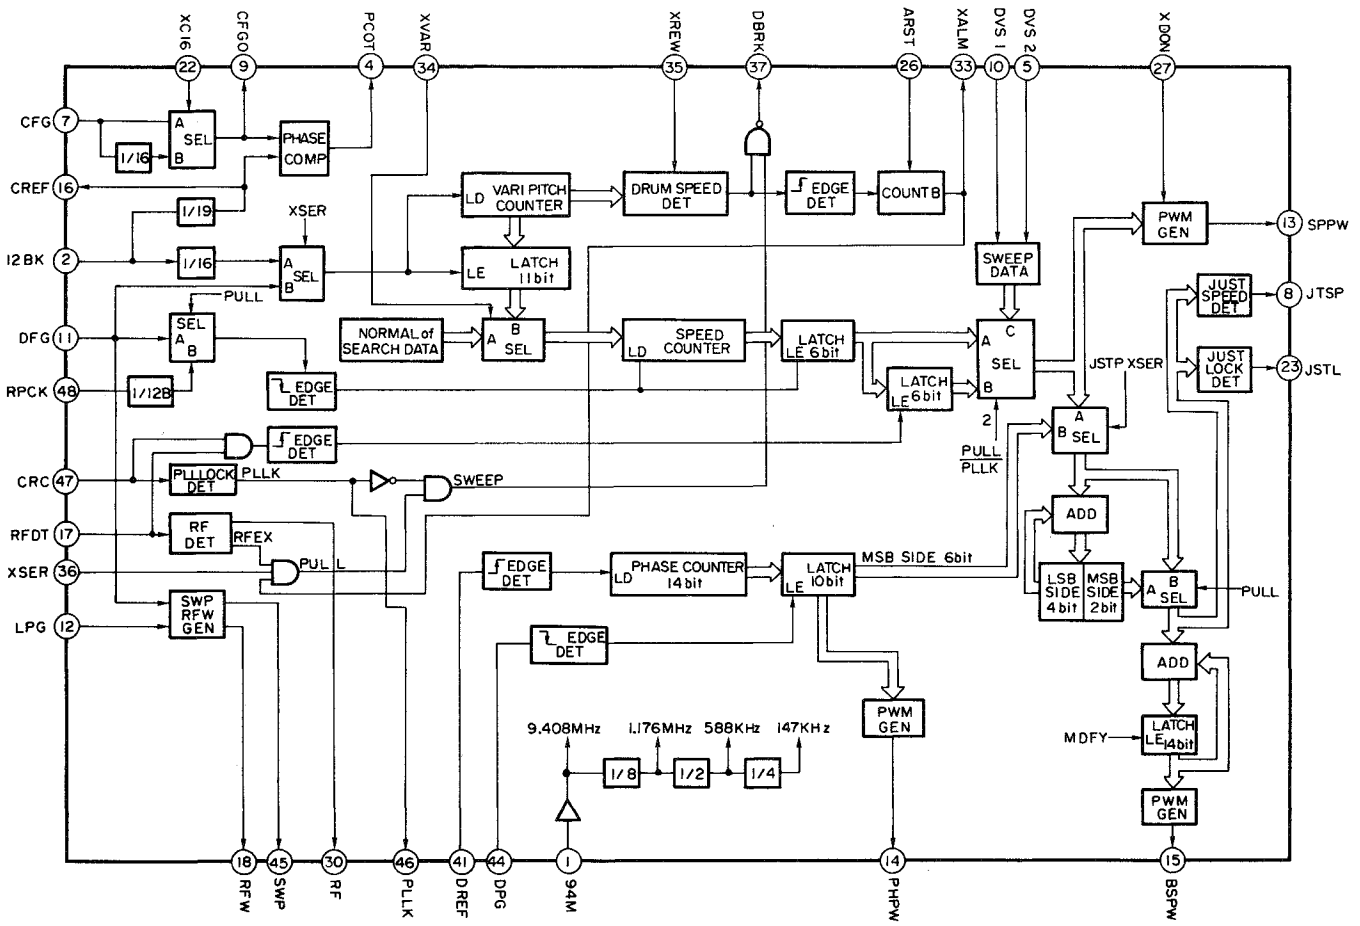 XC16
CFGO
PCOT
XVAR
XREW
DBRK
ARST
XALM
DVS 1
DVS 2
XDON
22
9
4
34
35
37
26
33
10
5
27
CFG 7
A
SEL
B
1/16
PHASE
COMP
CREF 16
1/19
XSER
12BK 2
1/16
A
SEL
B
PULL
DFG 11
SEL
A
B
RPCK 48
1/128
EDGE
DET
EDGE
DET
CRC 47
PLLLOCK
DET
PLLK
SWEEP
RFDT 17
RF
DET
RFEX
XSER 36
PULL
SWP
RFW
GEN
LPG 12
LD VARI PITCH
COUNTER
LE LATCH
11bit
DRUM SPEED
DET
EDGE
DET
COUNT 8
NORMAL of
SEARCH DATA
B
A SEL
SPEED
LD COUNTER
LATCH
LE 6bit
LATCH
LE 6bit
SWEEP
DATA
C
A
SEL
B
2
PULL
PLLK
JSTP XSER
A
B SEL
PWM
GEN
13 SPPW
JUST
SPEED
DET
8 JTSP
JUST
LOCK
DET
23 JSTL
ADD
LSB
SIDE
4bit
MSB
SIDE
2bit
B
A SEL
PULL
ADD
MDFY
LATCH
LE 14bit
PWM
GEN
EDGE
DET
PHASE COUNTER
LD 14bit
LATCH
10bit
LE
MSB SIDE 6bit
EDGE
DET
PWM
GEN
9.408MHz
1.176MHz
588KHz
147KHz
1/8
1/2
1/4
18
45
30
46
41
44
1
14
15
RFW
SWP
RF
PLLK
DREF
DPG
94M
PHPW
BSPW